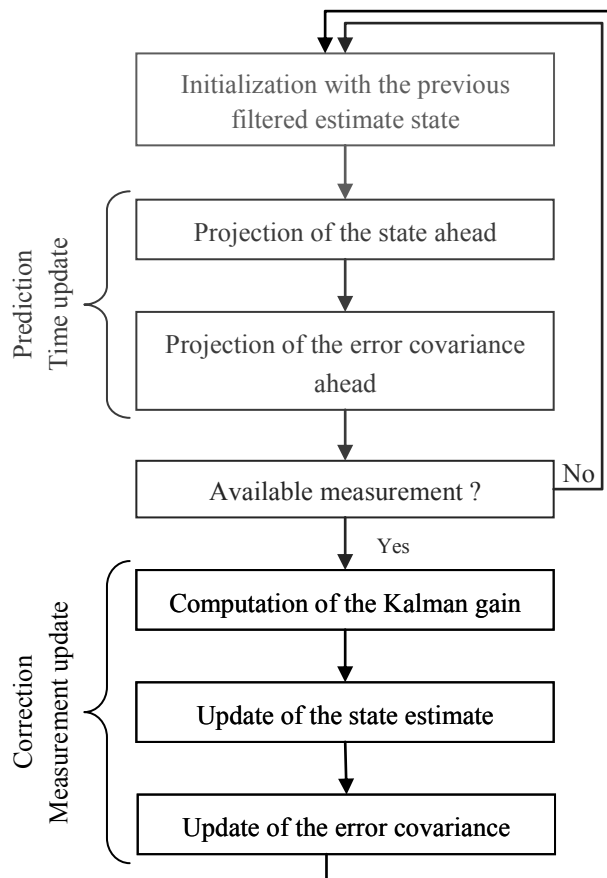 Initialization with the previous
filtered estimate state
Prediction
Time update
Projection of the state ahead
Projection of the error covariance
ahead
Available measurement ?
No
Yes
Correction
Measurement update
Computation of the Kalman gain
Update of the state estimate
Update of the error covariance